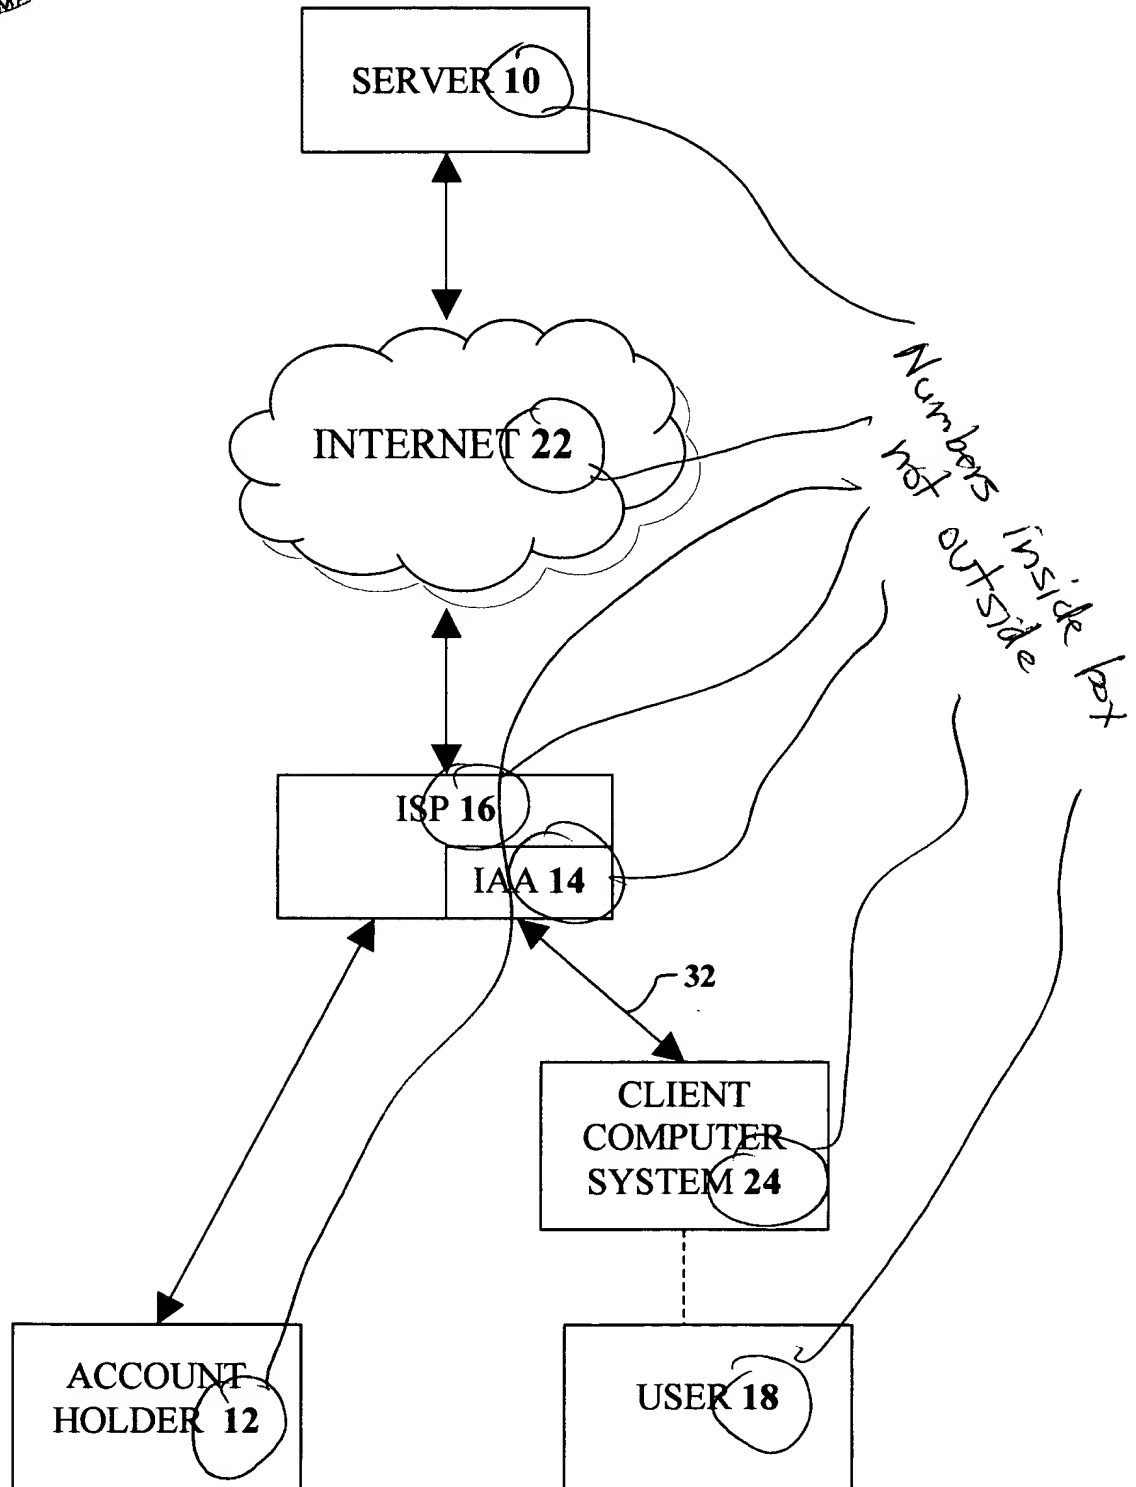 SERVER 10
INTERNET 22
Numbers inside box
not outside
ISP 16
IAA 14
32
CLIENT
COMPUTER
SYSTEM 24
ACCOUNT
HOLDER 12
USER 18